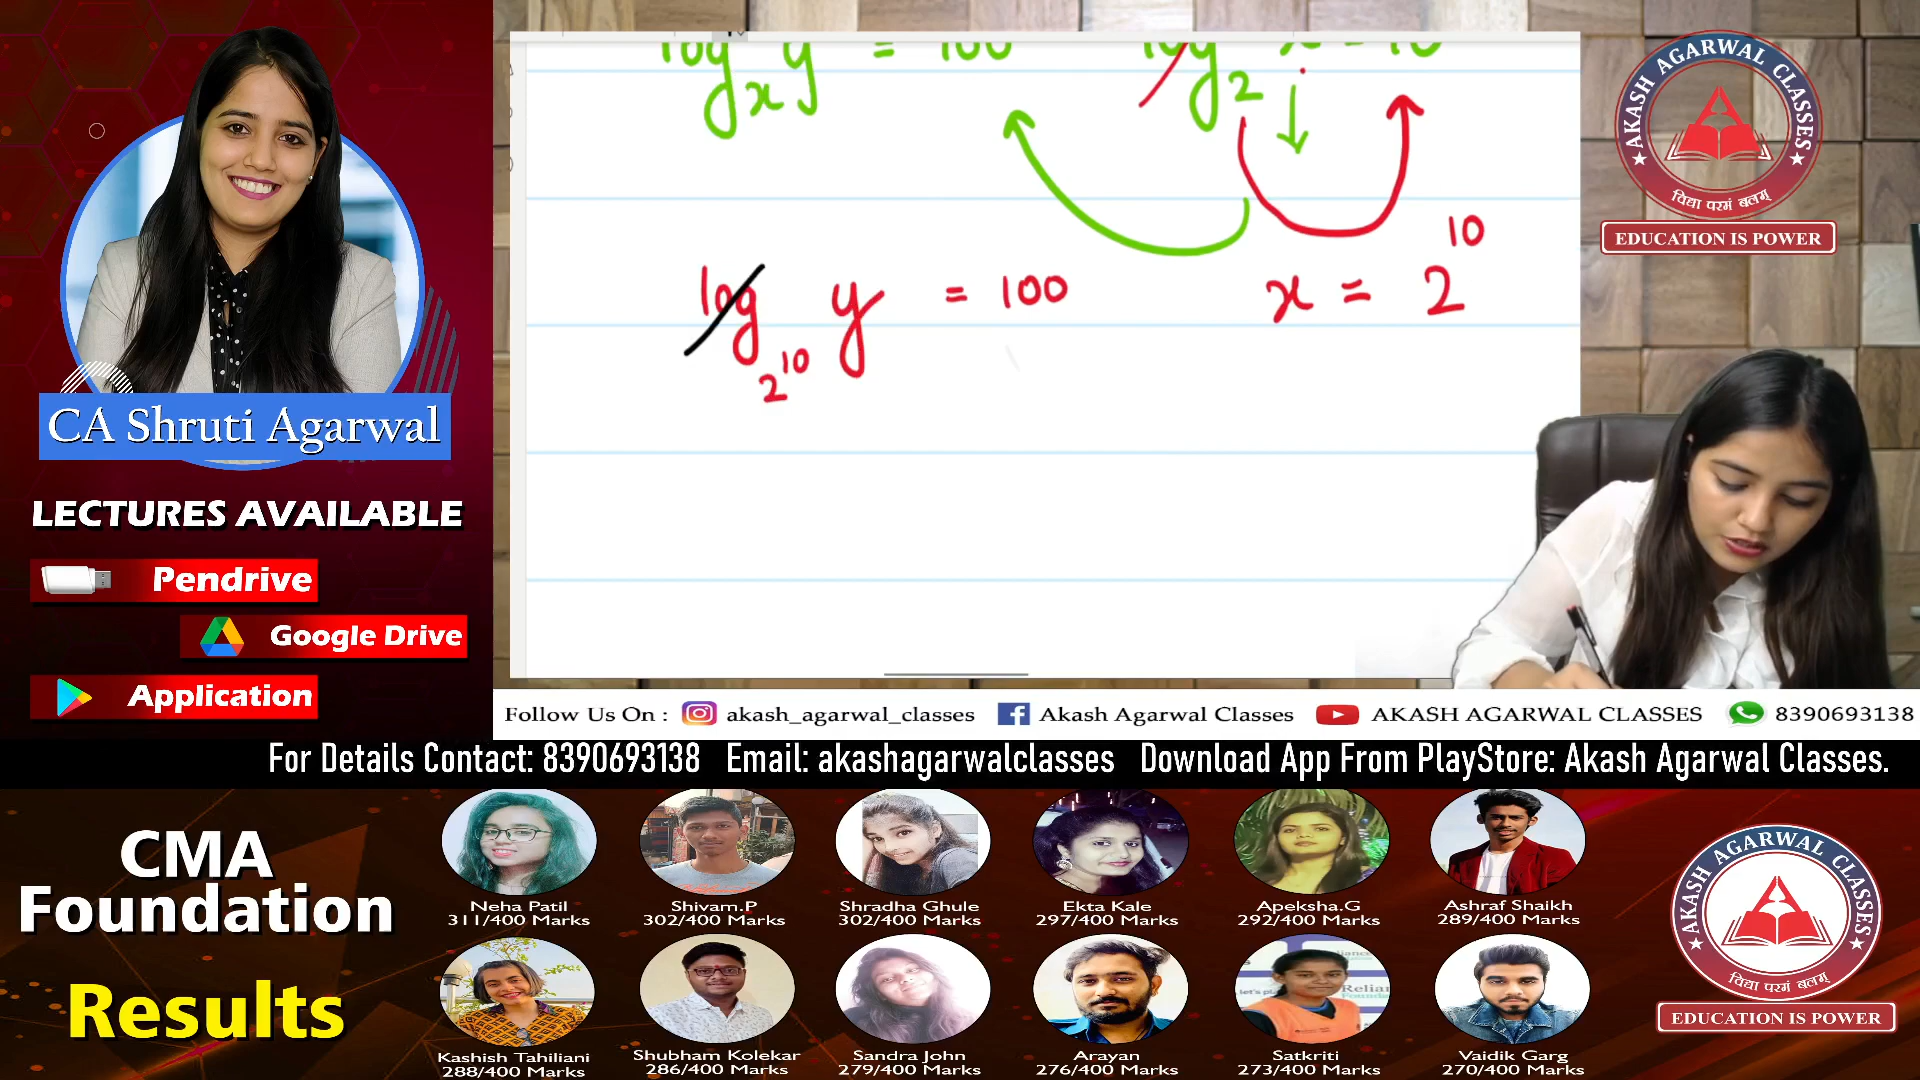 log_x y = 100
log_2 x = 10
log_{2^{10}} y = 100
x = 2^{10}
AKASH AGARWAL CLASSES
विद्या परमं बलम्
EDUCATION IS POWER
CA Shruti Agarwal
LECTURES AVAILABLE
Pendrive
Google Drive
Application
Follow Us On : akash_agarwal_classes Akash Agarwal Classes AKASH AGARWAL CLASSES 8390693138
For Details Contact: 8390693138 Email: akashagarwalclasses Download App From PlayStore: Akash Agarwal Classes.
CMA
Foundation
Results
Neha Patil
311/400 Marks
Shivam.P
302/400 Marks
Shradha Ghule
302/400 Marks
Ekta Kale
297/400 Marks
Apeksha.G
292/400 Marks
Ashraf Shaikh
289/400 Marks
Kashish Tahiliani
288/400 Marks
Shubham Kolekar
286/400 Marks
Sandra John
279/400 Marks
Arayan
276/400 Marks
Satkriti
273/400 Marks
Vaidik Garg
270/400 Marks
AKASH AGARWAL CLASSES
विद्या परमं बलम्
EDUCATION IS POWER